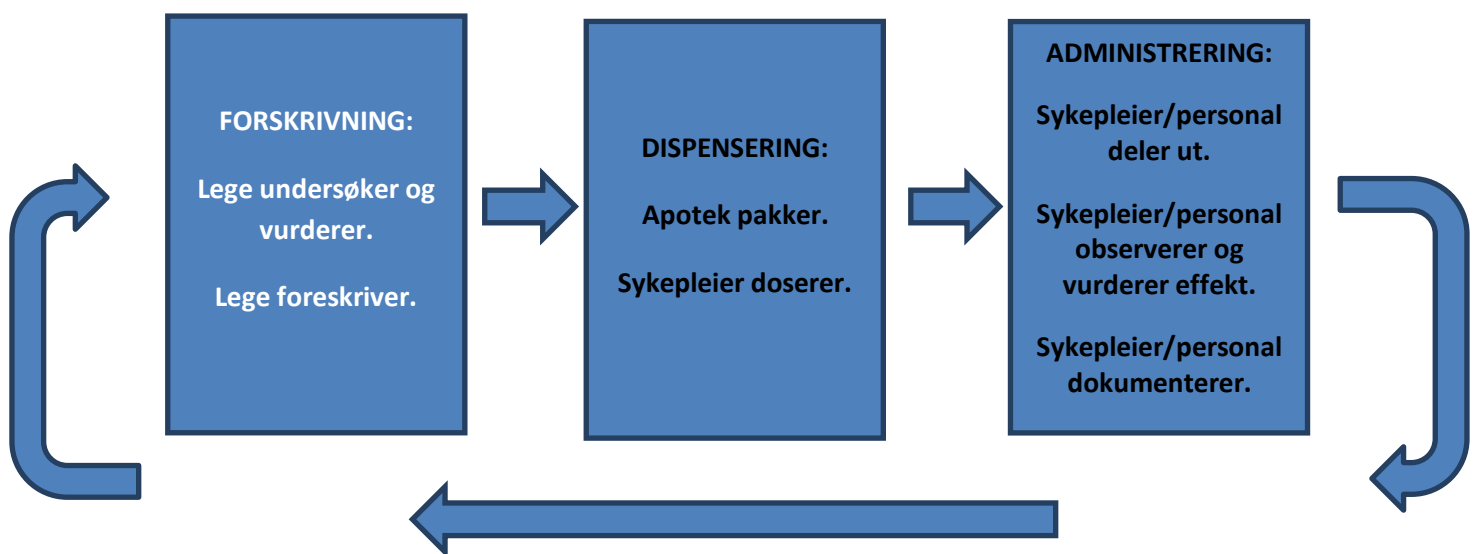 FORSKRIVNING:
Lege undersøker og
vurderer.
Lege foreskriver.
DISPENSERING:
Apotek pakker.
Sykepleier doserer.
ADMINISTRERING:
Sykepleier/personal
deler ut.
Sykepleier/personal
observerer og
vurderer effekt.
Sykepleier/personal
dokumenterer.